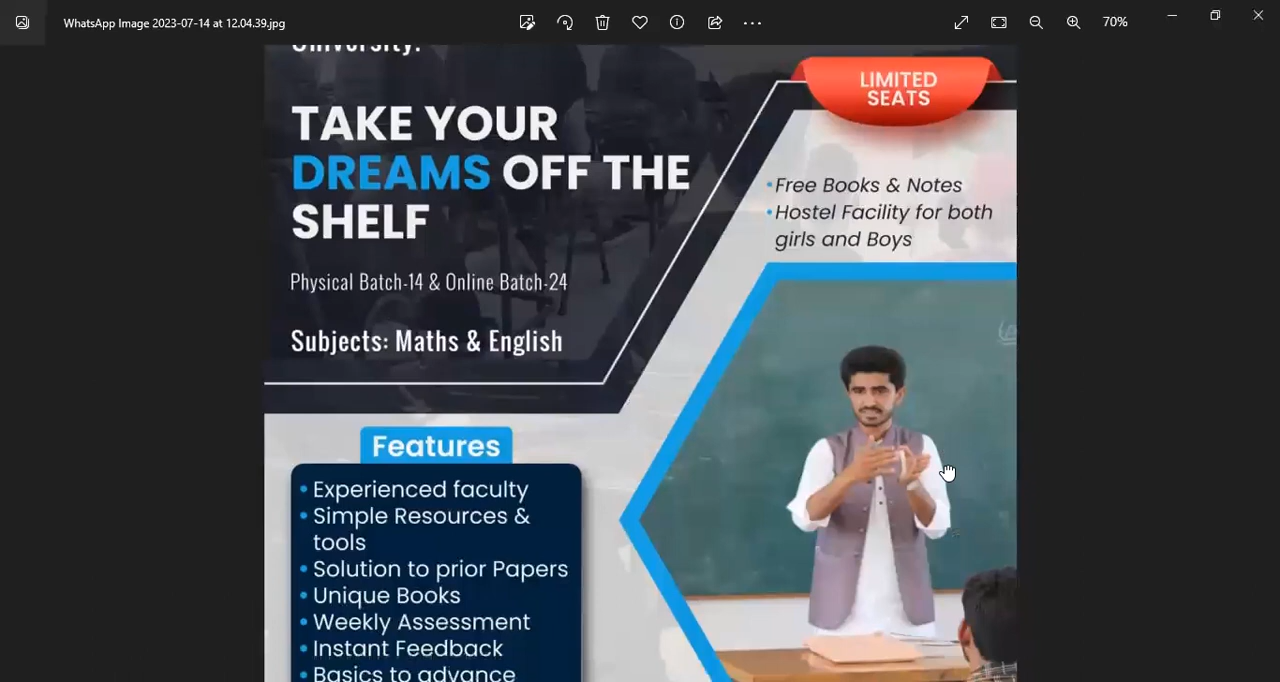 WhatsApp Image 2023-07-14 at 12.04.39.jpg
70%
University.
TAKE YOUR
DREAMS OFF THE
SHELF
Physical Batch-14 & Online Batch-24
Subjects: Maths & English
LIMITED
SEATS
•Free Books & Notes
•Hostel Facility for both
girls and Boys
Features
• Experienced faculty
• Simple Resources &
tools
• Solution to prior Papers
• Unique Books
• Weekly Assessment
• Instant Feedback
• Basics to advance